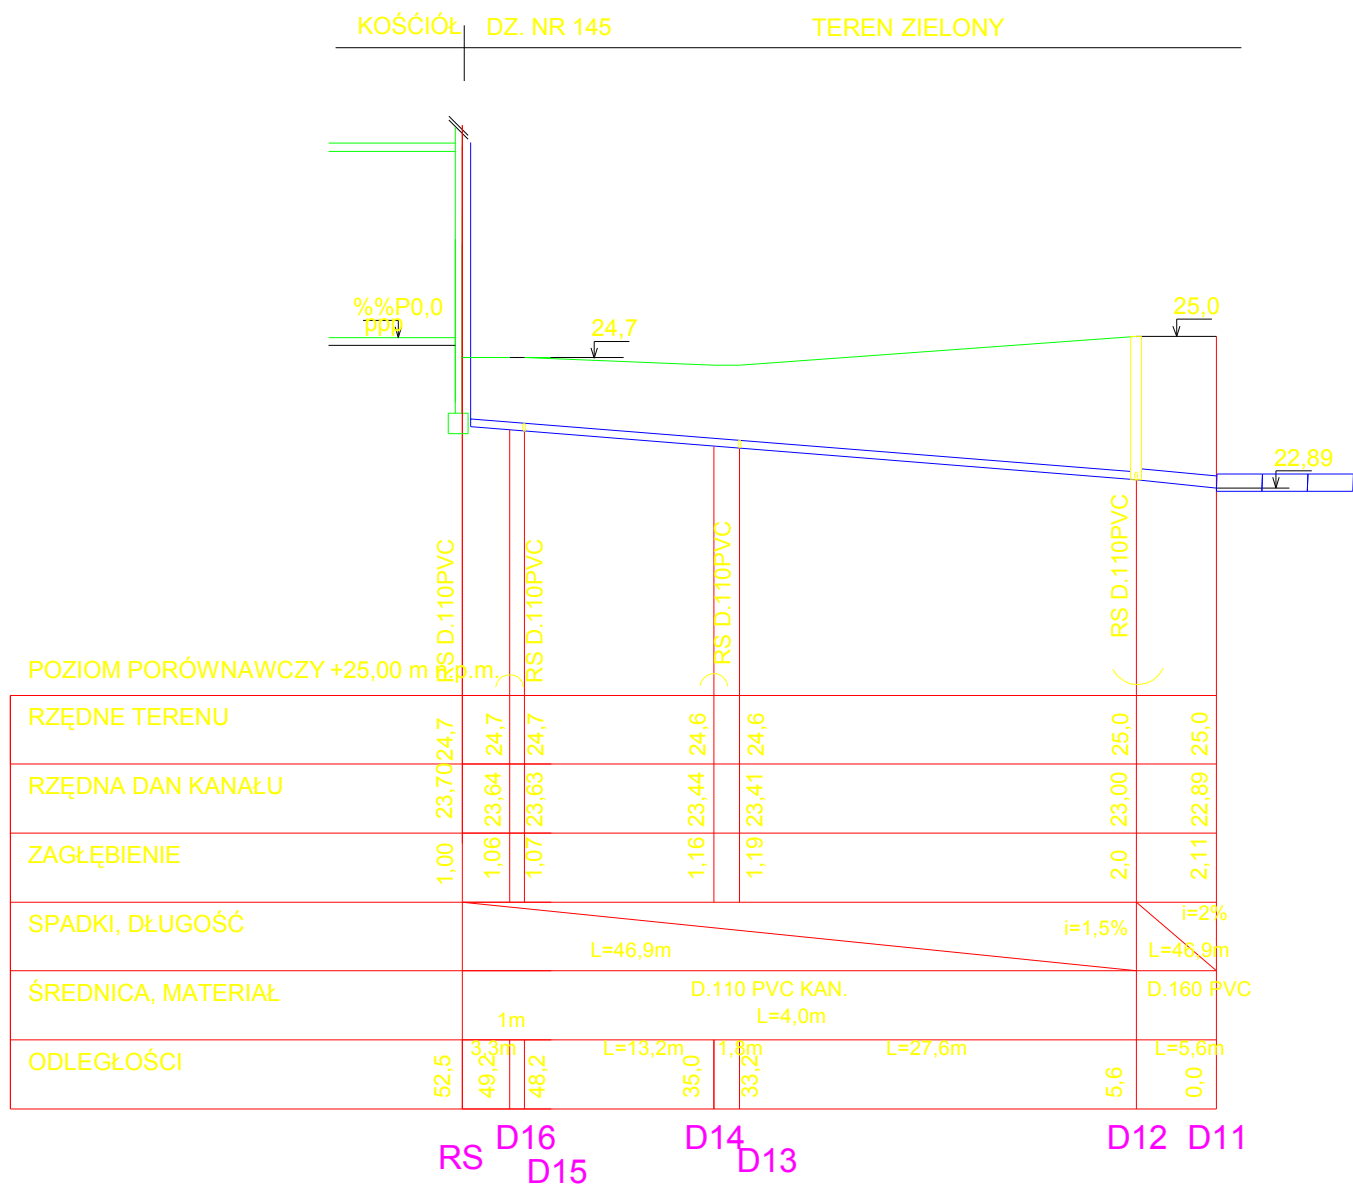 KOŚĆIÓŁ DZ. NR 145 TEREN ZIELONY
%%P0,0
ppp
24,7
25,0
22,89
RS D.110PVC
RS D.110PVC
RS D.110PVC
RS D.110PVC
POZIOM PORÓWNAWCZY +25,00 m n.p.m.
RZĘDNE TERENU 24,7 24,7 24,7 24,6 24,6 25,0 25,0
RZĘDNA DAN KANAŁU 23,70 23,64 23,63 23,44 23,41 23,00 22,89
ZAGŁĘBIENIE 1,00 1,06 1,07 1,16 1,19 2,0 2,11
SPADKI, DŁUGOŚĆ i=1,5% i=2%
L=46,9m L=46,9m
ŚREDNICA, MATERIAŁ D.110 PVC KAN. D.160 PVC
1m L=4,0m
3,3m L=13,2m 1,8m L=27,6m L=5,6m
ODLEGŁOŚCI 52,5 49,2 48,2 35,0 33,2 5,6 0,0
RS D16 D15 D14 D13 D12 D11